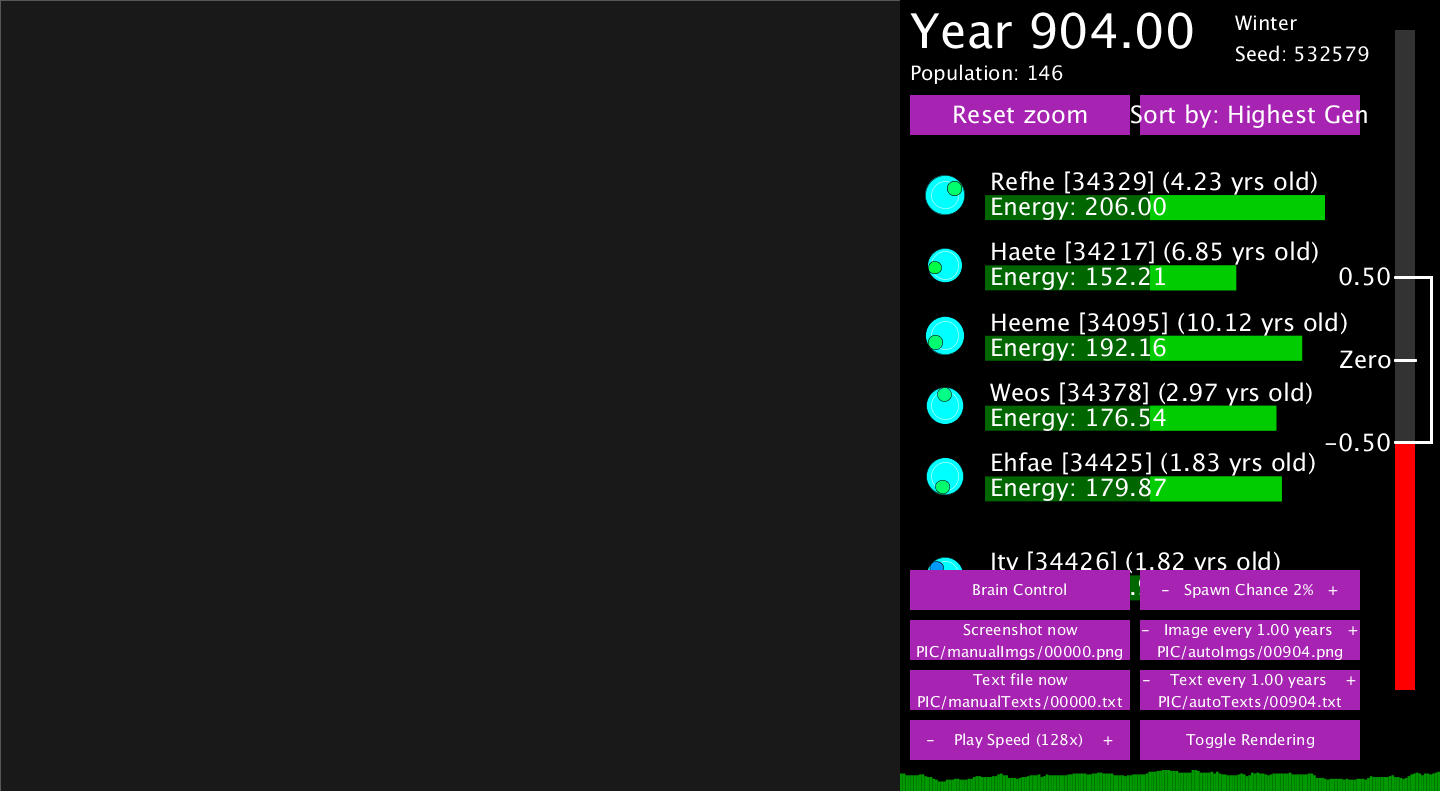 Year 904.00
Winter
Seed: 532579
Population: 146
Reset zoom
Sort by: Highest Gen
Refhe [34329] (4.23 yrs old)
Energy: 206.00
Haete [34217] (6.85 yrs old)
Energy: 152.21
0.50
Heeme [34095] (10.12 yrs old)
Energy: 192.16
Zero
Weos [34378] (2.97 yrs old)
Energy: 176.54
-0.50
Ehfae [34425] (1.83 yrs old)
Energy: 179.87
Ity [34426] (1.82 yrs old)
Brain Control
- Spawn Chance 2% +
Screenshot now
PIC/manualImgs/00000.png
- Image every 1.00 years +
PIC/autoImgs/00904.png
Text file now
PIC/manualTexts/00000.txt
- Text every 1.00 years +
PIC/autoTexts/00904.txt
- Play Speed (128x) +
Toggle Rendering